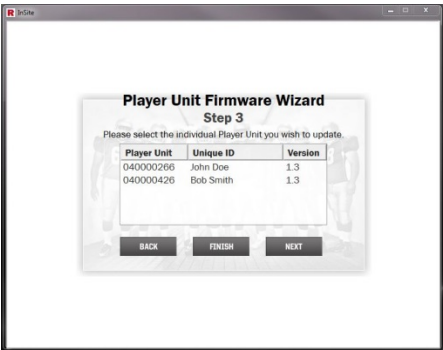 R InSite
Player Unit Firmware Wizard
Step 3
Please select the individual Player Unit you wish to update.
Player Unit Unique ID Version
040000266 John Doe 1.3
040000426 Bob Smith 1.3
BACK FINISH NEXT